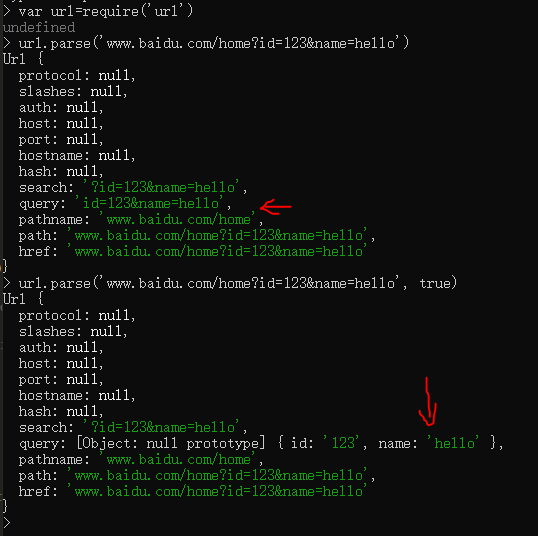 > var url=require('url')
undefined
> url.parse('www.baidu.com/home?id=123&name=hello')
Url {
  protocol: null,
  slashes: null,
  auth: null,
  host: null,
  port: null,
  hostname: null,
  hash: null,
  search: '?id=123&name=hello',
  query: 'id=123&name=hello',
  pathname: 'www.baidu.com/home',
  path: 'www.baidu.com/home?id=123&name=hello',
  href: 'www.baidu.com/home?id=123&name=hello'
}
> url.parse('www.baidu.com/home?id=123&name=hello', true)
Url {
  protocol: null,
  slashes: null,
  auth: null,
  host: null,
  port: null,
  hostname: null,
  hash: null,
  search: '?id=123&name=hello',
  query: [Object: null prototype] { id: '123', name: 'hello' },
  pathname: 'www.baidu.com/home',
  path: 'www.baidu.com/home?id=123&name=hello',
  href: 'www.baidu.com/home?id=123&name=hello'
}
>